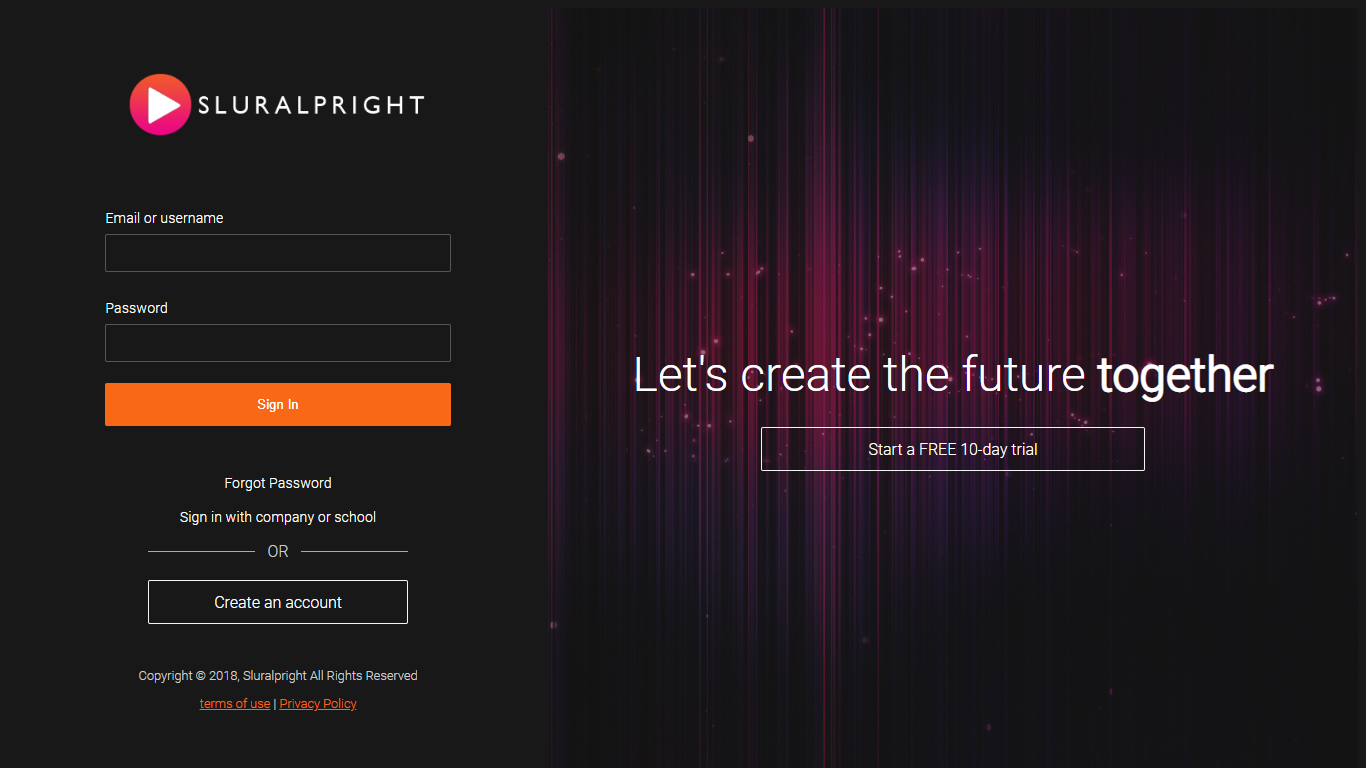 SLURALPRIGHT
Email or username
Password
Sign In
Forgot Password
Sign in with company or school
OR
Create an account
Copyright © 2018, Sluralpright All Rights Reserved
terms of use | Privacy Policy
Let's create the future together
Start a FREE 10-day trial